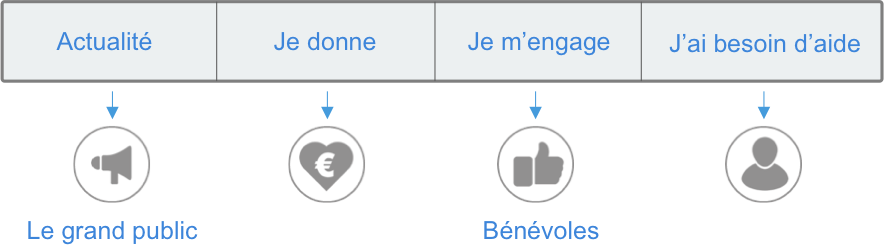 Actualité
Je donne
Je m’engage
J’ai besoin d’aide
€
Le grand public
Bénévoles